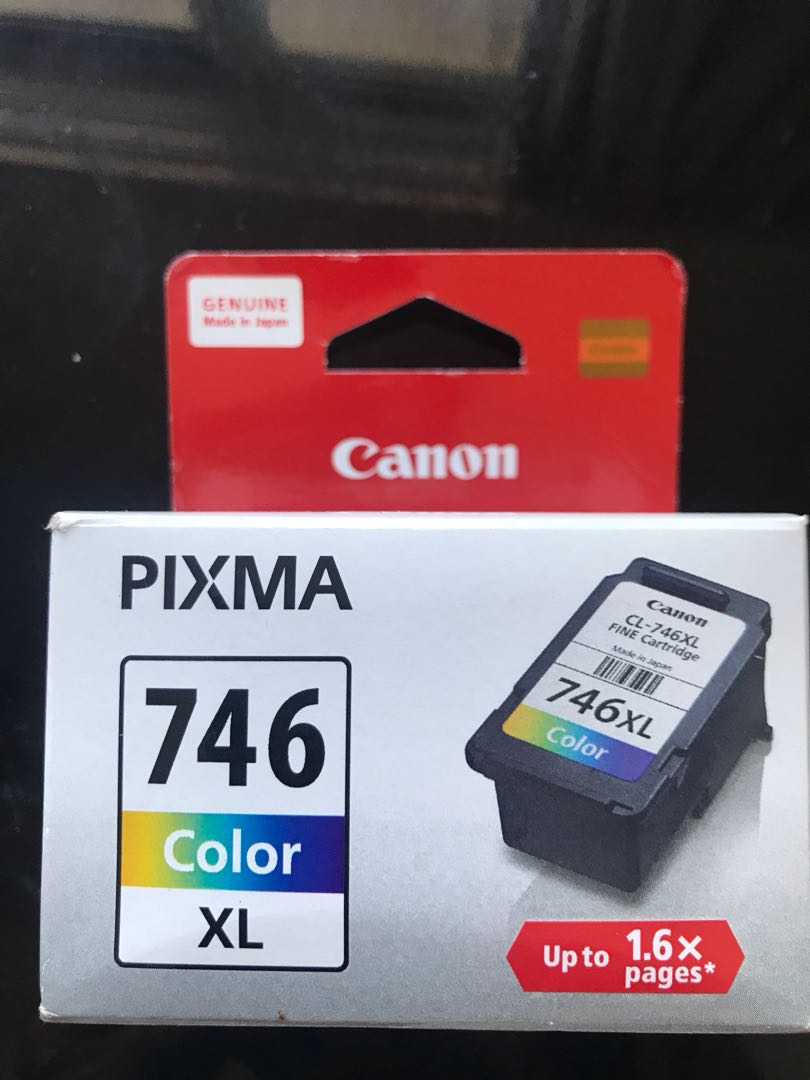 GENUINE
Made in Japan
Canon
PIXMA
746
Color
XL
Canon
CL-746XL
FINE Cartridge
Made in Japan
746XL
Color
Up to 1.6×
pages*